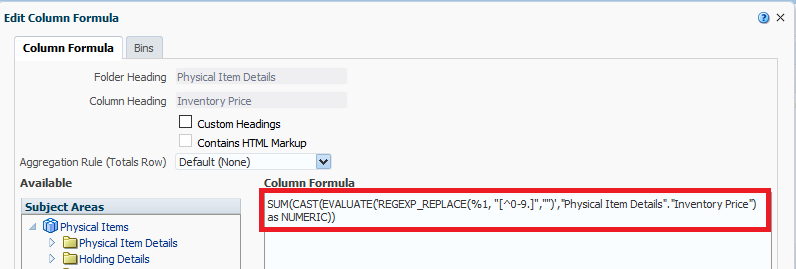 Edit Column Formula
Column Formula
Bins
Folder Heading
Physical Item Details
Column Heading
Inventory Price
Custom Headings
Contains HTML Markup
Aggregation Rule (Totals Row)
Default (None)
Available
Column Formula
Subject Areas
SUM(CAST(EVALUATE('REGEXP_REPLACE(%1, "[^0-9.]","")',"Physical Item Details"."Inventory Price")
as NUMERIC))
Physical Items
Physical Item Details
Holding Details